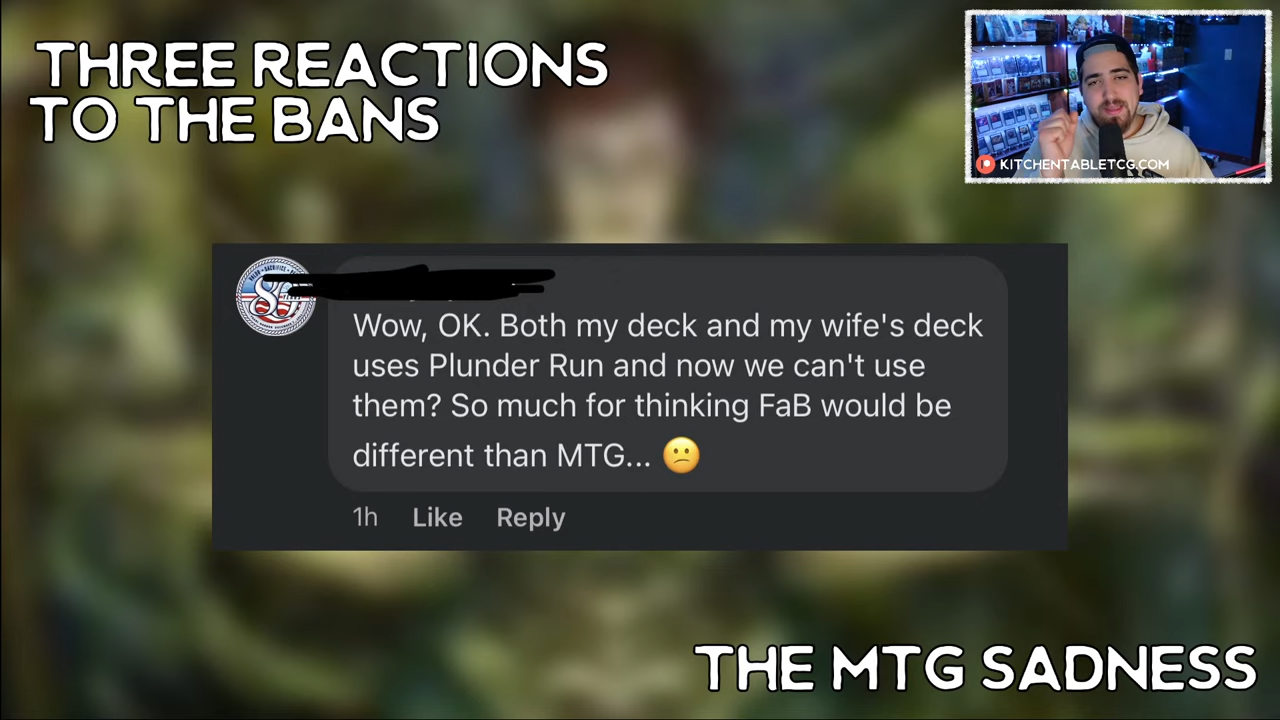 THREE REACTIONS
TO THE BANS
KITCHENTABLETCG.COM
Wow, OK. Both my deck and my wife's deck
uses Plunder Run and now we can't use
them? So much for thinking FaB would be
different than MTG... 😕
1h Like Reply
THE MTG SADNESS